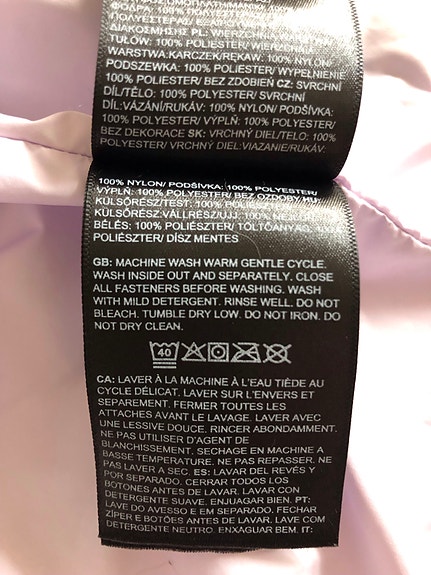 ФОДРА: 100%
ПОЛУЕСТЕРАΣ/
ΔΙΑΚΟΣΜΗΣΗΣ PL: WIERZCHNIA
TUŁÓW: 100% POLIESTER/ WIERZCHNIA
WARSTWA:KARCZEK/RĘKAW: 100% NYLON/
PODSZEWKA: 100% POLIESTER/ WYPEŁNIENIE
100% POLIESTER/ BEZ ZDOBIEŃ CZ: SVRCHNÍ
DÍL/TĚLO: 100% POLYESTER/ SVRCHNÍ
DÍL:VÁZÁNÍ/RUKÁV: 100% NYLON/ PODŠÍVKA:
100% POLYESTER/ VÝPLŇ: 100% POLYESTER/
BEZ DEKORACE SK: VRCHNÝ DIEL/TELO: 100%
POLYESTER/ VRCHNÝ DIEL:VIAZANIE/RUKÁV:
100% NYLON/ PODŠÍVKA: 100% POLYESTER/
VÝPLŇ: 100% POLYESTER/ BEZ OZDOBY HU:
KÜLSŐRÉSZ/TEST: 100% POLIÉSZTER/
KÜLSŐRÉSZ:VÁLLRÉSZ/UJJ: 100%
BÉLÉS: 100% POLIÉSZTER/ TÖLTŐANYAG:
POLIÉSZTER/ DÍSZ MENTES
GB: MACHINE WASH WARM GENTLE CYCLE.
WASH INSIDE OUT AND SEPARATELY. CLOSE
ALL FASTENERS BEFORE WASHING. WASH
WITH MILD DETERGENT. RINSE WELL. DO NOT
BLEACH. TUMBLE DRY LOW. DO NOT IRON. DO
NOT DRY CLEAN.
40
CA: LAVER À LA MACHINE À L'EAU TIÈDE AU
CYCLE DÉLICAT. LAVER SUR L'ENVERS ET
SEPAREMENT. FERMER TOUTES LES
ATTACHES AVANT LE LAVAGE. LAVER AVEC
UNE LESSIVE DOUCE. RINCER ABONDAMMENT.
NE PAS UTILISER D'AGENT DE
BLANCHISSEMENT. SECHAGE EN MACHINE A
BASSE TEMPERATURE. NE PAS REPASSER. NE
PAS LAVER A SEC. ES: LAVAR DEL REVÉS Y
POR SEPARADO. CERRAR TODOS LOS
BOTONES ANTES DE LAVAR. LAVAR CON
DETERGENTE SUAVE. ENJUAGAR BIEN. PT:
LAVE DO AVESSO E EM SEPARADO. FECHAR
ZÍPER E BOTÕES ANTES DE LAVAR. LAVE COM
DETERGENTE NEUTRO. ENXAGUAR BEM. IT: